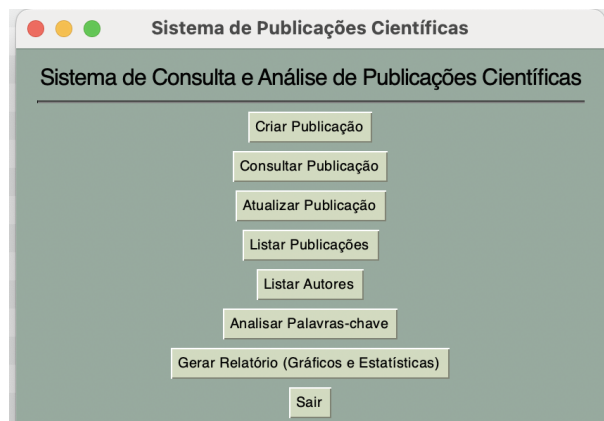 Sistema de Publicações Científicas
Sistema de Consulta e Análise de Publicações Científicas
Criar Publicação
Consultar Publicação
Atualizar Publicação
Listar Publicações
Listar Autores
Analisar Palavras-chave
Gerar Relatório (Gráficos e Estatísticas)
Sair